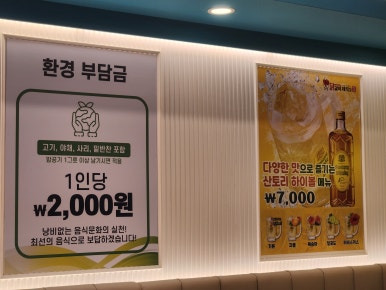 환경 부담금
고기, 야채, 사리, 밑반찬 포함
1인당
₩2,000원
낭비없는 음식문화의 실천!
최선의 음식으로 보답하겠습니다!
다양한 맛으로 즐기는
산토리 하이볼 메뉴
₩7,000